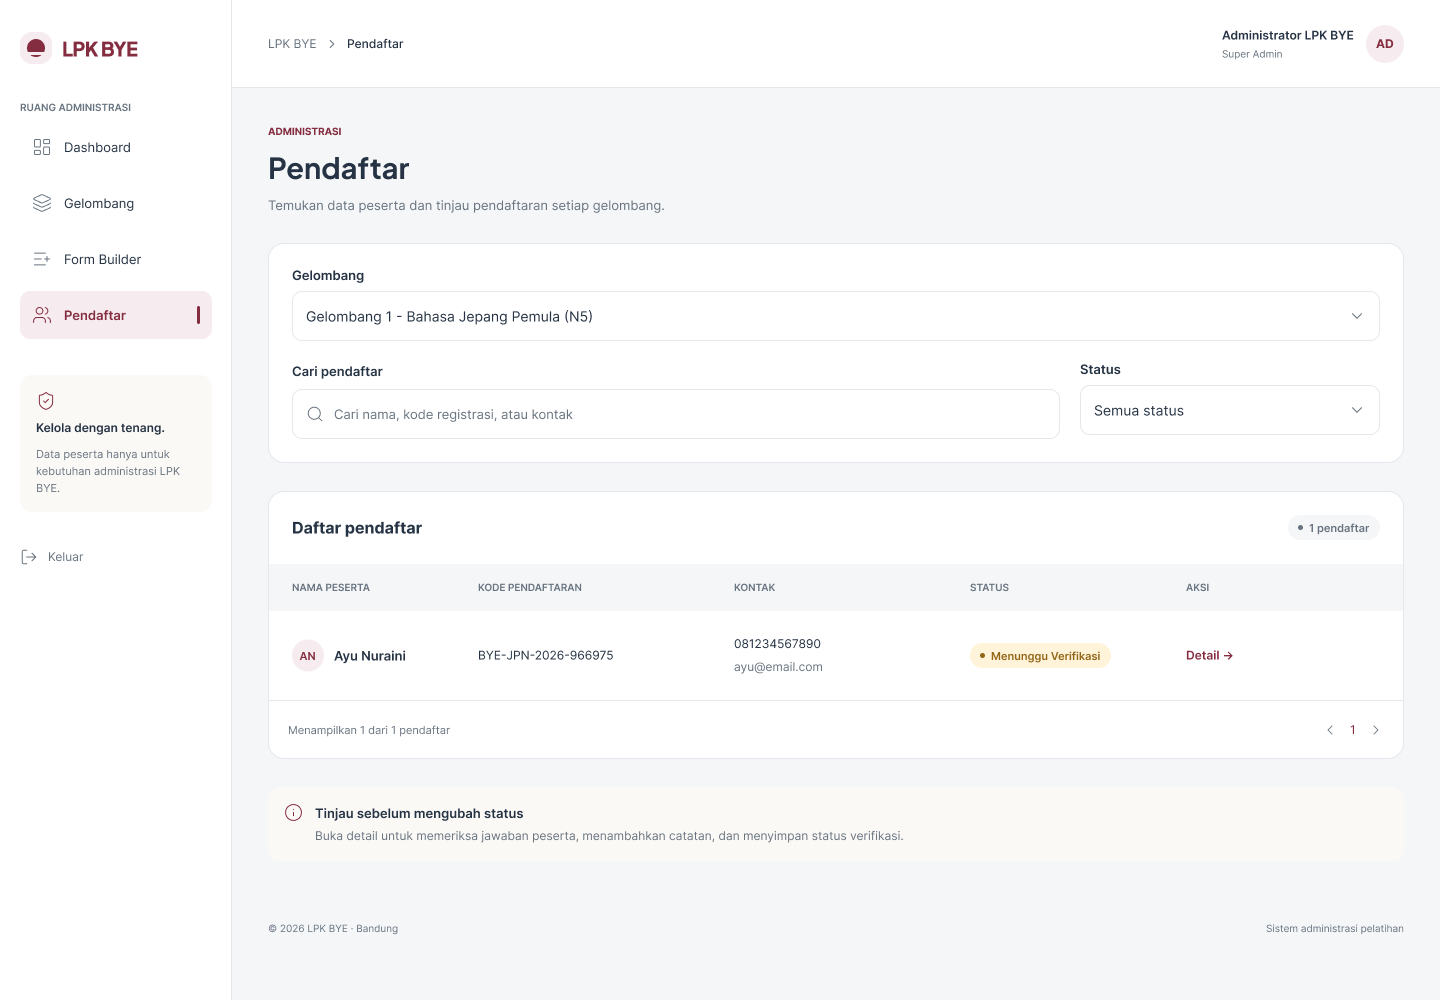 LPK BYE
RUANG ADMINISTRASI
Dashboard
Gelombang
Form Builder
Pendaftar
Kelola dengan tenang.
Data peserta hanya untuk
kebutuhan administrasi LPK
BYE.
Keluar
LPK BYE > Pendaftar
Administrator LPK BYE
Super Admin
AD
ADMINISTRASI
Pendaftar
Temukan data peserta dan tinjau pendaftaran setiap gelombang.
Gelombang
Gelombang 1 - Bahasa Jepang Pemula (N5)
Cari pendaftar
Cari nama, kode registrasi, atau kontak
Status
Semua status
Daftar pendaftar
• 1 pendaftar
NAMA PESERTA KODE PENDAFTARAN KONTAK STATUS AKSI
AN Ayu Nuraini BYE-JPN-2026-966975 081234567890 • Menunggu Verifikasi Detail →
ayu@email.com
Menampilkan 1 dari 1 pendaftar
< 1 >
Tinjau sebelum mengubah status
Buka detail untuk memeriksa jawaban peserta, menambahkan catatan, dan menyimpan status verifikasi.
© 2026 LPK BYE · Bandung
Sistem administrasi pelatihan